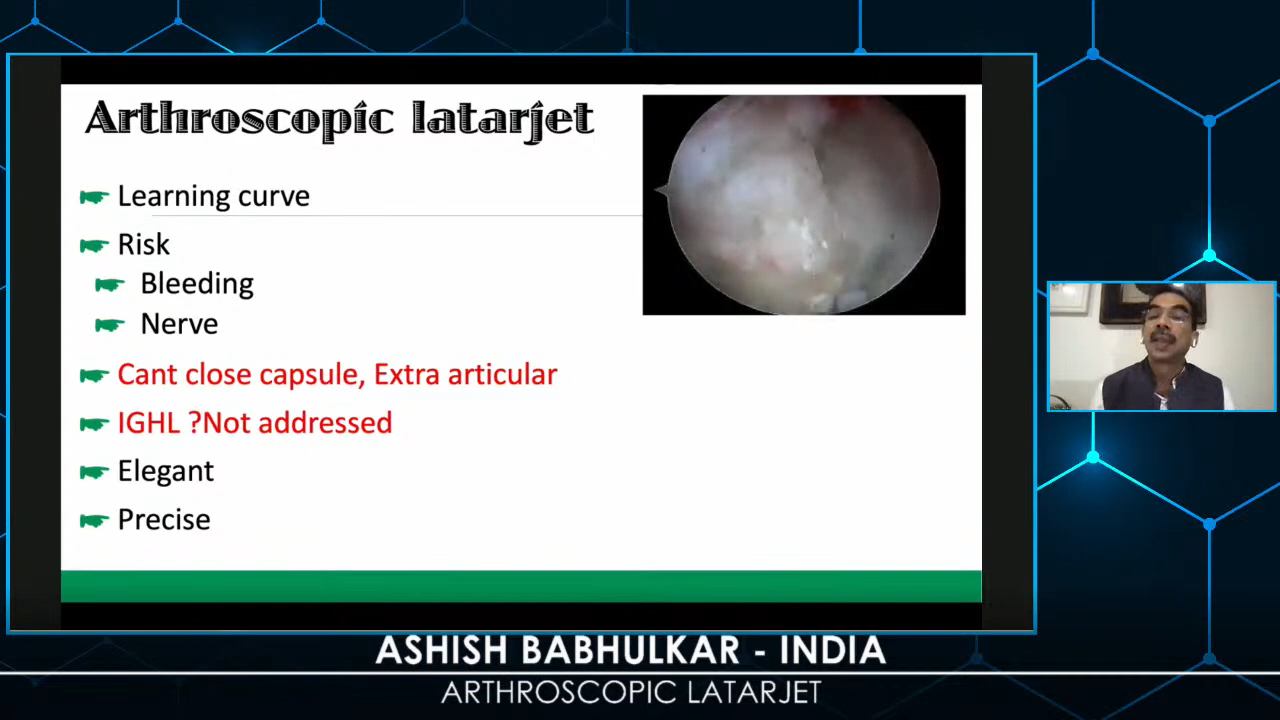 Arthroscopic latarjet
Learning curve
Risk
Bleeding
Nerve
Cant close capsule, Extra articular
IGHL ?Not addressed
Elegant
Precise
ASHISH BABHULKAR - INDIA
ARTHROSCOPIC LATARJET